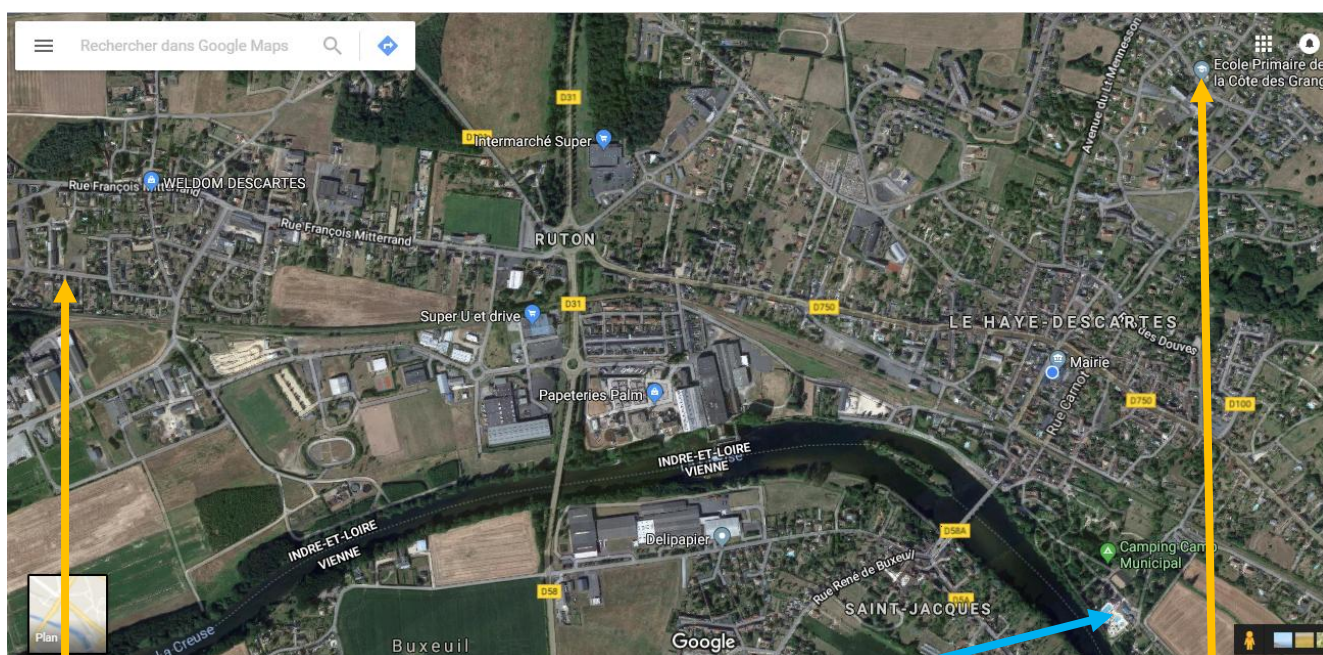 Rechercher dans Google Maps
Ecole Primaire de
la Côte des Grang
Avenue du Lt Mennesson
D31
Intermarché Super
WELDOM DESCARTES
Rue François Mitterrand
Rue François Mitterrand
RUTON
D31
D750
Super U et drive
LE HAYE-DESCARTES
des Douves
Mairie
Papeteries Palm
Rue Carnot
D750
D100
INDRE-ET-LOIRE
VIENNE
INDRE-ET-LOIRE
VIENNE
D58A
Delipapier
Camping Camp
Municipal
Rue René de Buxeuil
D58
D5A
SAINT-JACQUES
Plan
La Creuse
Buxeuil
Google